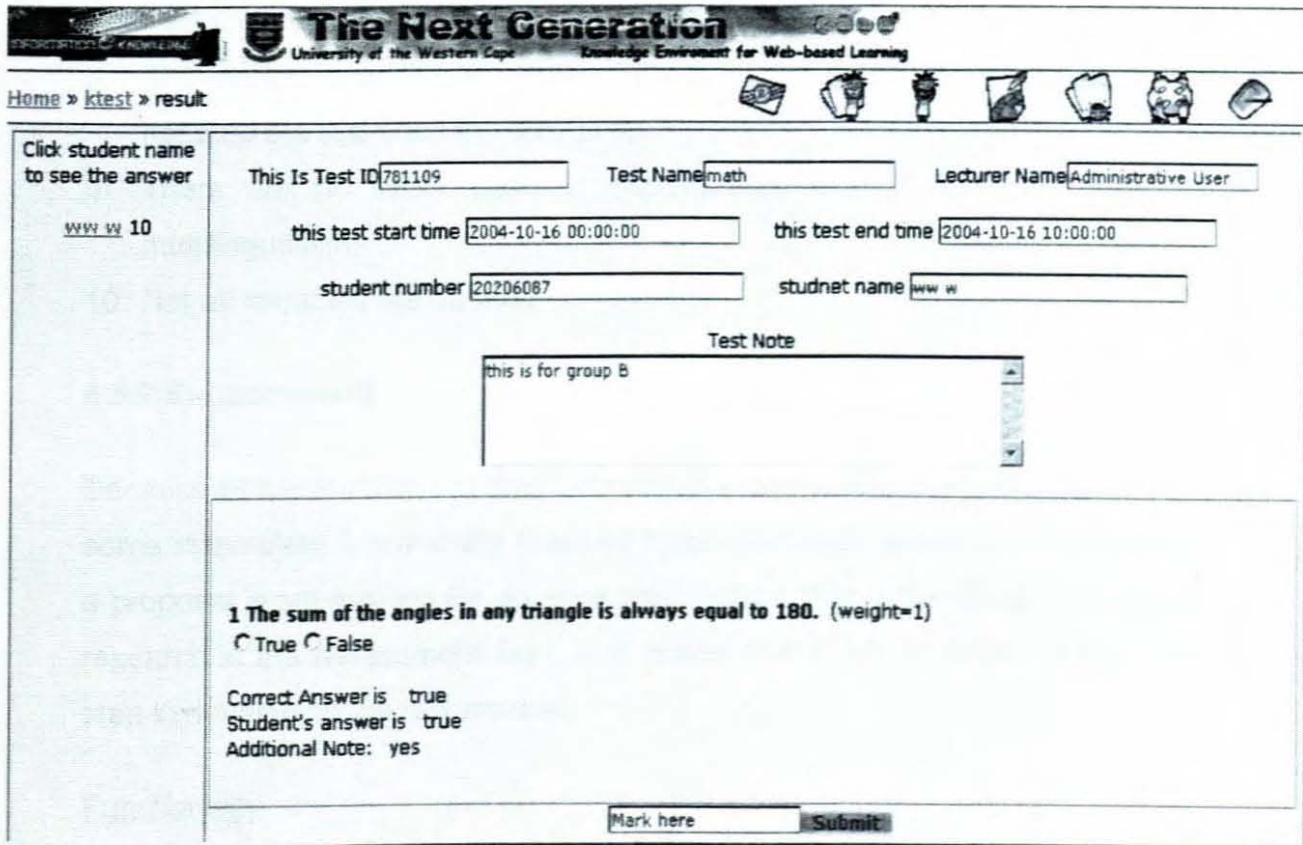 The Next Generation
University of the Western Cape Knowledge Enviroment for Web-based Learning
Home » ktest » result
Click student name
to see the answer
ww w 10
This Is Test ID 781109 Test Name math Lecturer Name Administrative User
this test start time 2004-10-16 00:00:00 this test end time 2004-10-16 10:00:00
student number 20206087 studnet name ww w
Test Note
this is for group B
1 The sum of the angles in any triangle is always equal to 180. (weight=1)
True False
Correct Answer is true
Student's answer is true
Additional Note: yes
Mark here Submit